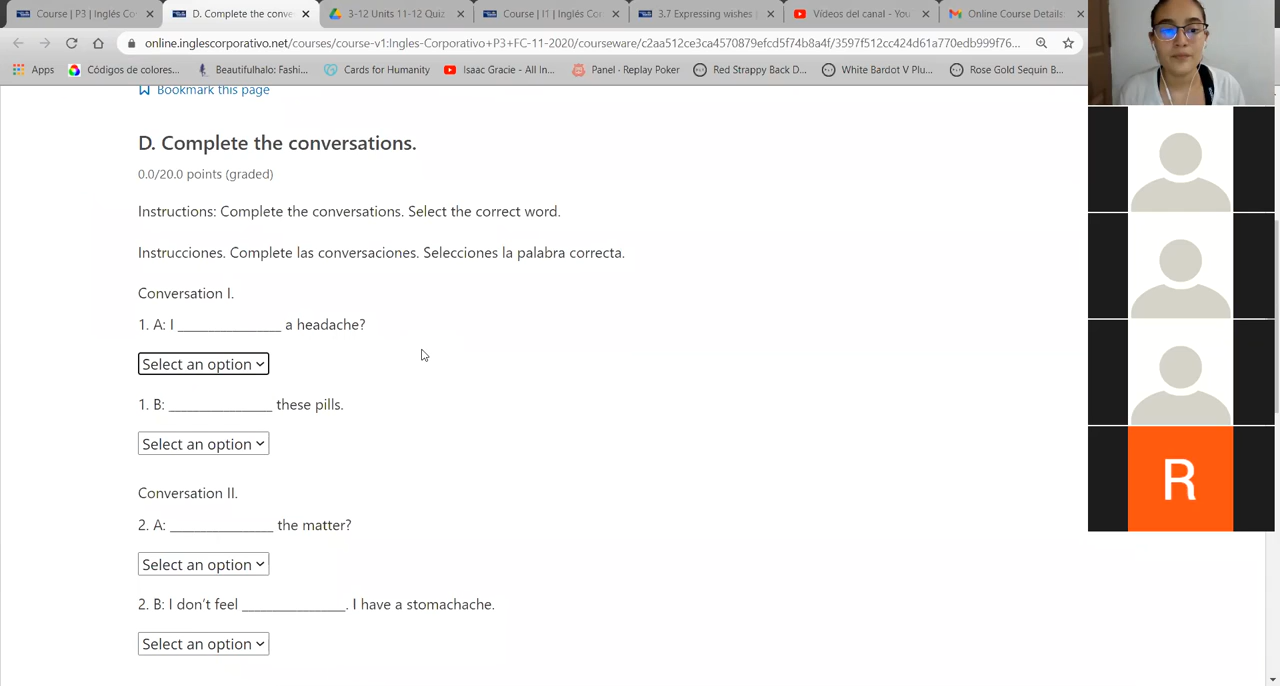 Course | P3 | Inglés Co
D. Complete the conve
3-12 Units 11-12 Quiz
Course | I1 | Inglés Co
3.7 Expressing wishes |
Vídeos del canal - You
Online Course Details:
online.inglescorporativo.net/courses/course-v1:Ingles-Corporativo+P3+FC-11-2020/courseware/c2aa512ce3ca4570879efcd5f74b8a4f/3597f512cc424d61a770edb999f76...
Apps
Códigos de colores...
Beautifulhalo: Fashi...
Cards for Humanity
Isaac Gracie - All In...
Panel · Replay Poker
Red Strappy Back D...
White Bardot V Plu...
Rose Gold Sequin B...
Bookmark this page
D. Complete the conversations.
0.0/20.0 points (graded)
Instructions: Complete the conversations. Select the correct word.
Instrucciones. Complete las conversaciones. Selecciones la palabra correcta.
Conversation I.
1. A: I _______________ a headache?
Select an option
1. B: _______________ these pills.
Select an option
Conversation II.
2. A: _______________ the matter?
Select an option
2. B: I don't feel _______________. I have a stomachache.
Select an option
R